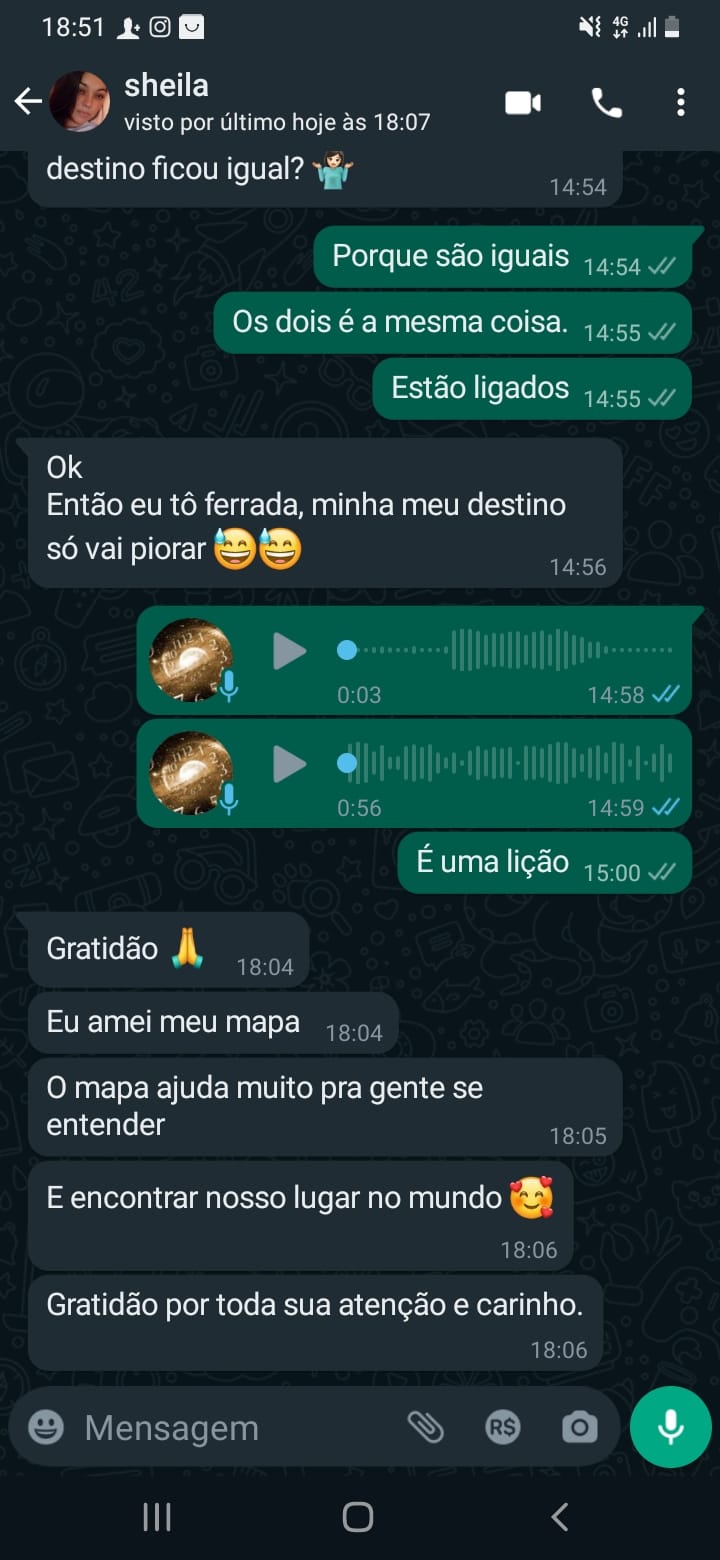 18:51
4G
sheila
visto por último hoje às 18:07
destino ficou igual? 🤷🏻‍♀️
14:54
Porque são iguais 14:54
Os dois é a mesma coisa. 14:55
Estão ligados 14:55
Ok
Então eu tô ferrada, minha meu destino
só vai piorar 😅😅
14:56
0:03 14:58
0:56 14:59
É uma lição 15:00
Gratidão 🙏 18:04
Eu amei meu mapa 18:04
O mapa ajuda muito pra gente se
entender 18:05
E encontrar nosso lugar no mundo 🥰
18:06
Gratidão por toda sua atenção e carinho.
18:06
Mensagem R$